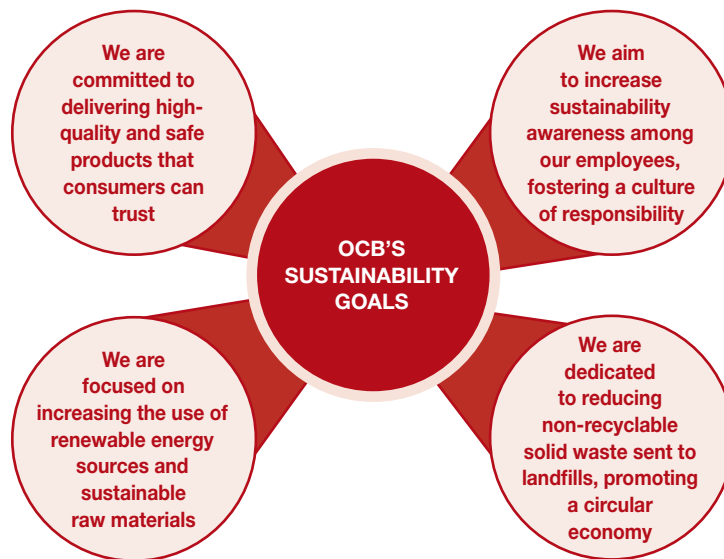 We are
committed to
delivering high-
quality and safe
products that
consumers can
trust
We aim
to increase
sustainability
awareness among
our employees,
fostering a culture
of responsibility
OCB'S
SUSTAINABILITY
GOALS
We are
focused on
increasing the use of
renewable energy
sources and
sustainable
raw materials
We are
dedicated
to reducing
non-recyclable
solid waste sent to
landfills, promoting
a circular
economy